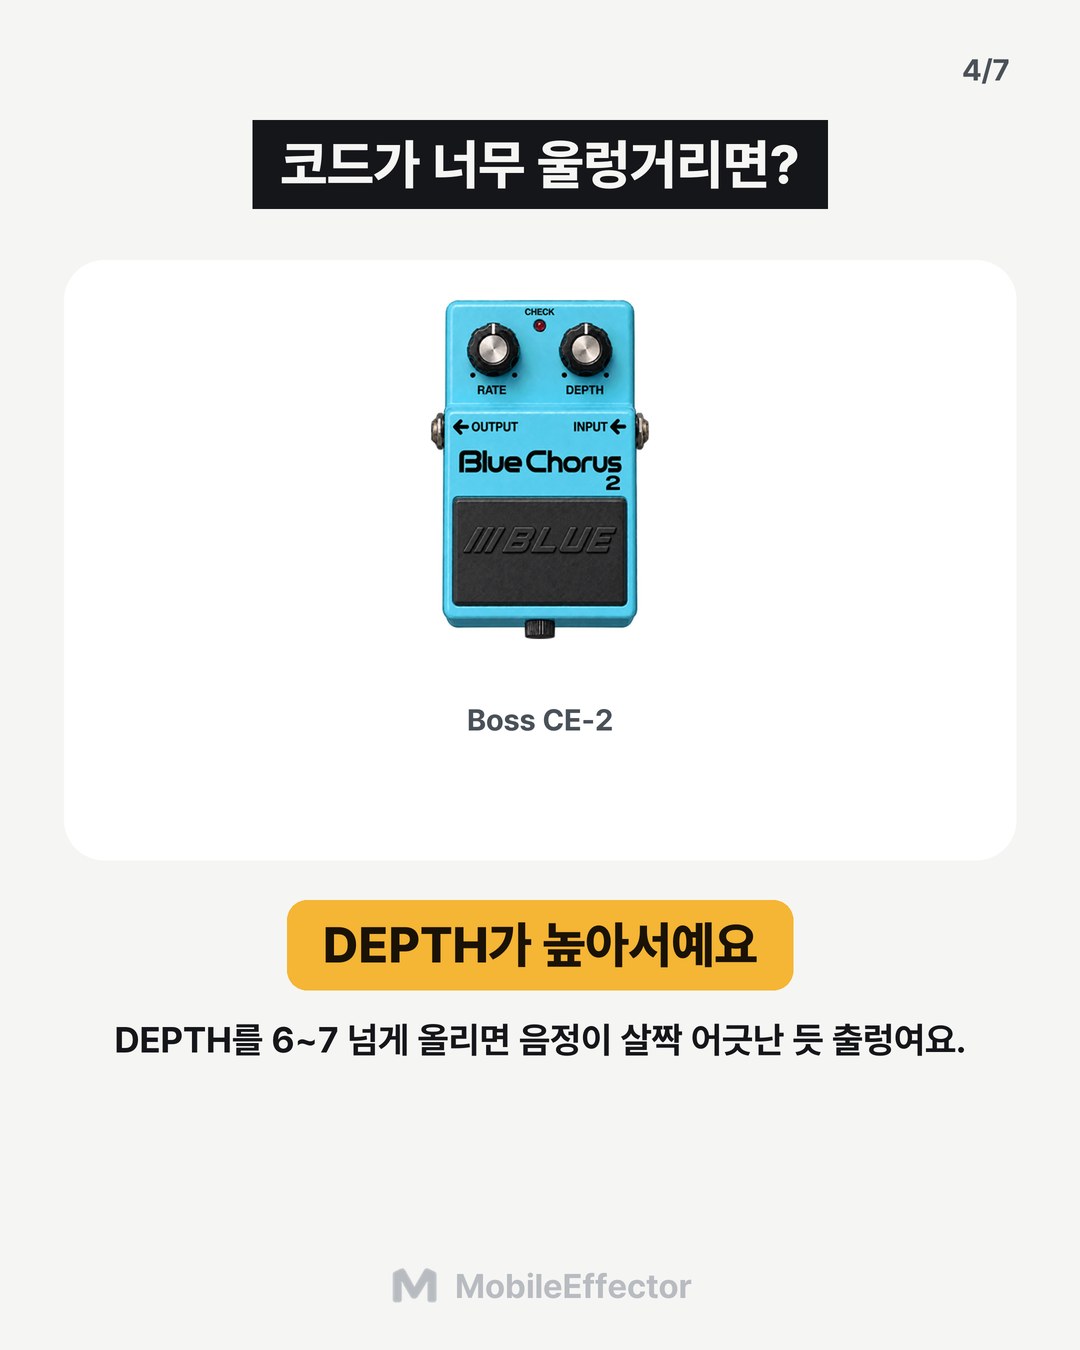 4/7
코드가 너무 울렁거리면?
CHECK
RATE DEPTH
OUTPUT INPUT
Blue Chorus
2
BLUE
Boss CE-2
DEPTH가 높아서예요
DEPTH를 6~7 넘게 올리면 음정이 살짝 어긋난 듯 출렁여요.
MobileEffector